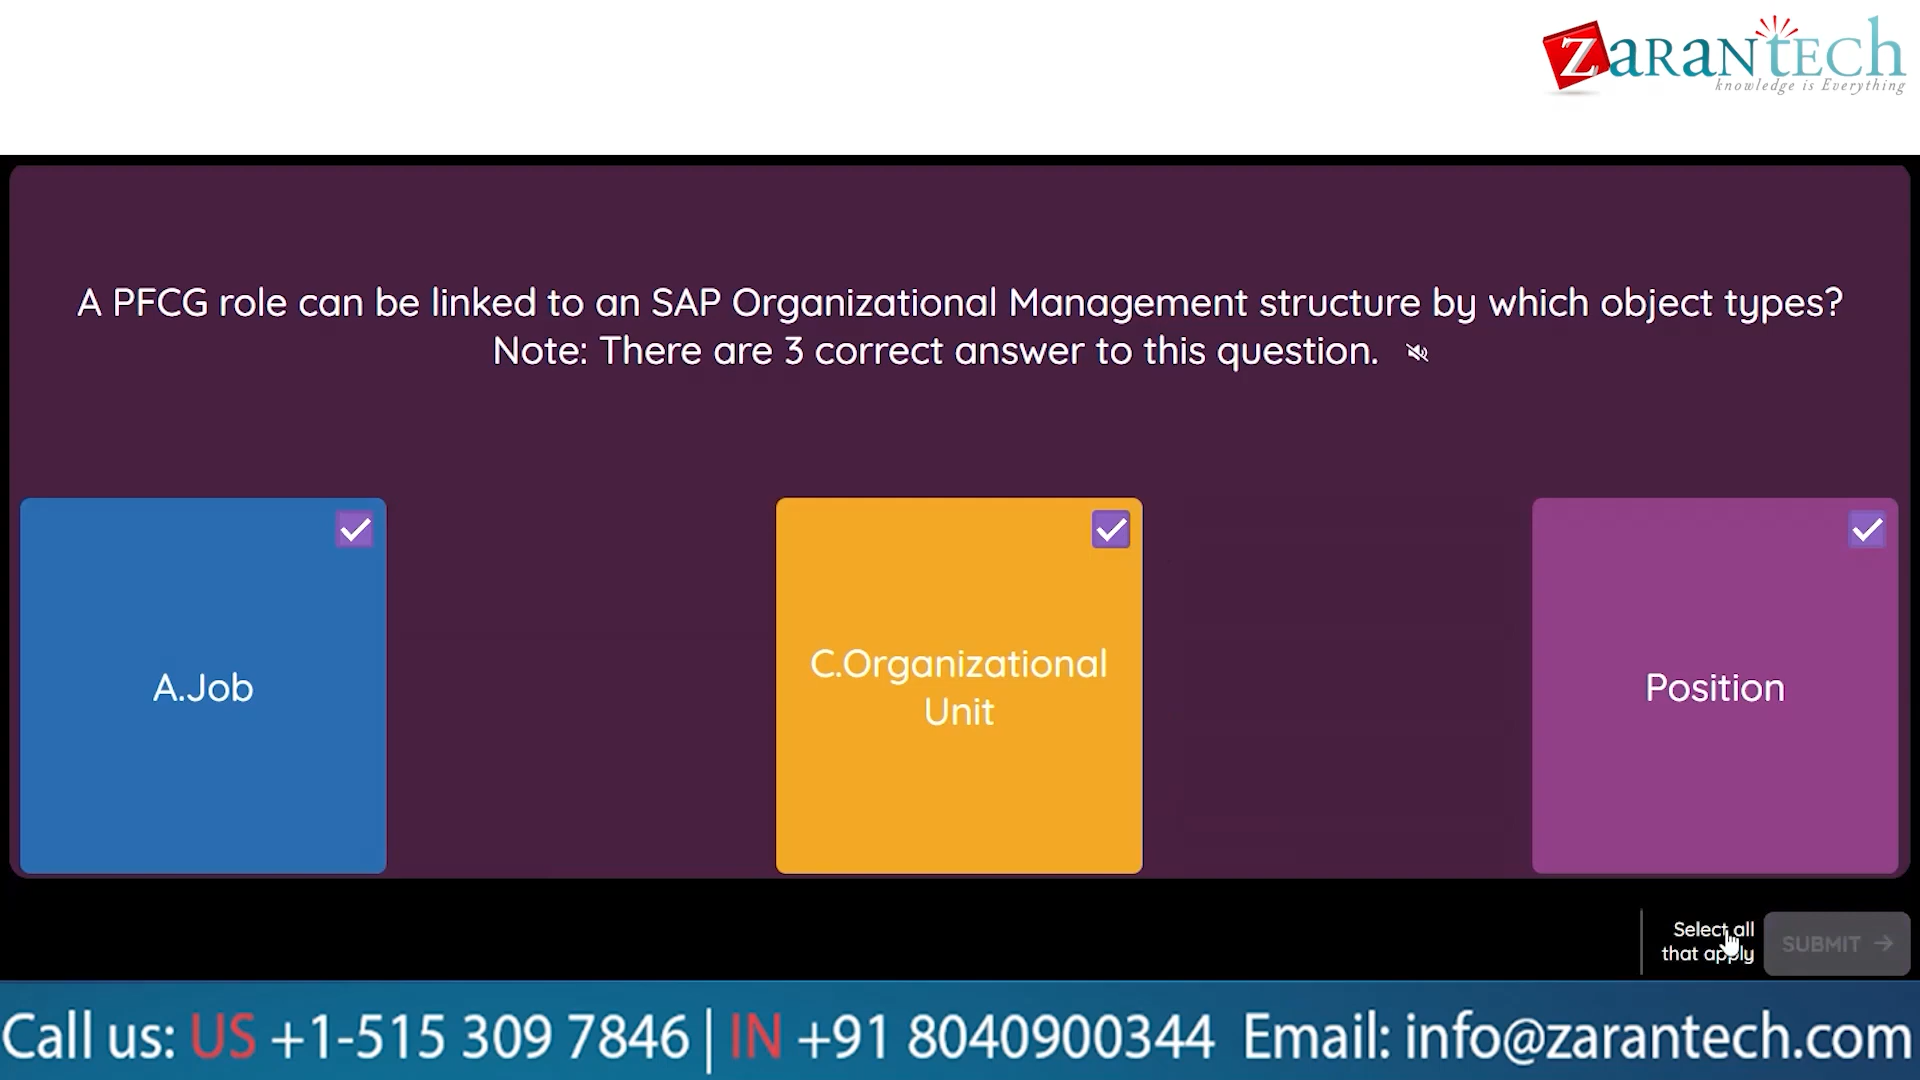 ZaranTech
knowledge is Everything
A PFCG role can be linked to an SAP Organizational Management structure by which object types?
Note: There are 3 correct answer to this question.
A.Job
C.Organizational
Unit
Position
Select all
that apply
SUBMIT →
Call us: US +1-515 309 7846 | IN +91 8040900344 Email: info@zarantech.com